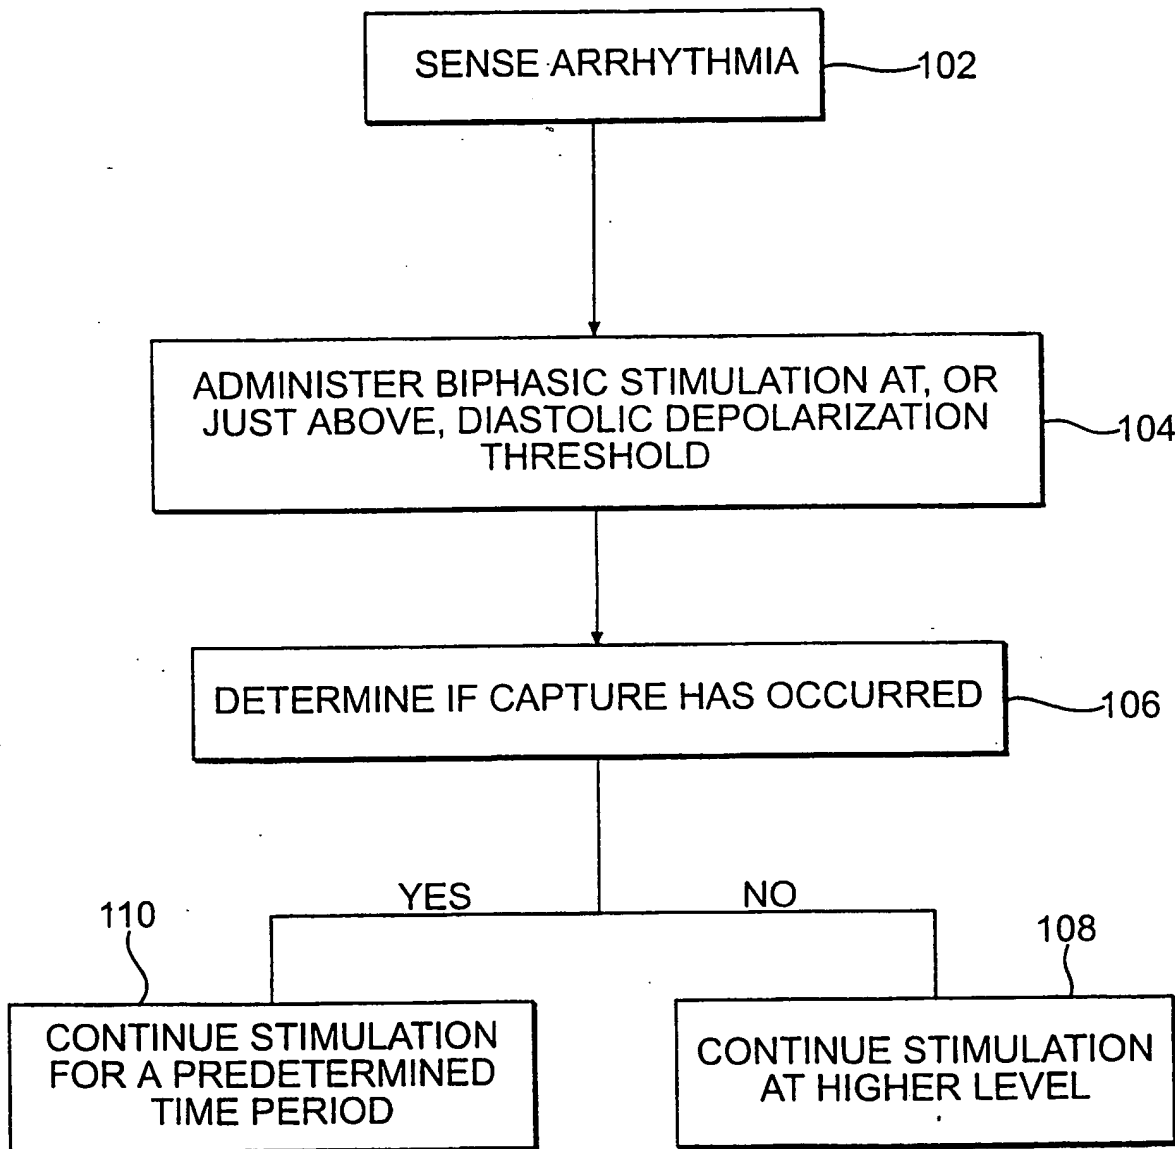 SENSE ARRHYTHMIA
102
ADMINISTER BIPHASIC STIMULATION AT, OR
JUST ABOVE, DIASTOLIC DEPOLARIZATION
THRESHOLD
104
DETERMINE IF CAPTURE HAS OCCURRED
106
YES
NO
110
108
CONTINUE STIMULATION
FOR A PREDETERMINED
TIME PERIOD
CONTINUE STIMULATION
AT HIGHER LEVEL